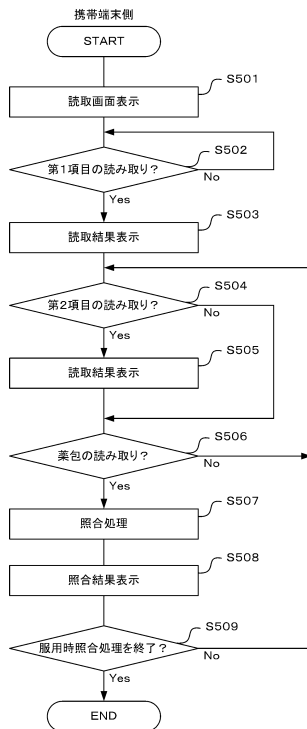 携帯端末側
START
S501
読取画面表示
S502
第1項目の読み取り?
No
Yes
S503
読取結果表示
S504
第2項目の読み取り?
No
Yes
S505
読取結果表示
S506
薬包の読み取り?
No
Yes
S507
照合処理
S508
照合結果表示
S509
服用時照合処理を終了?
No
Yes
END